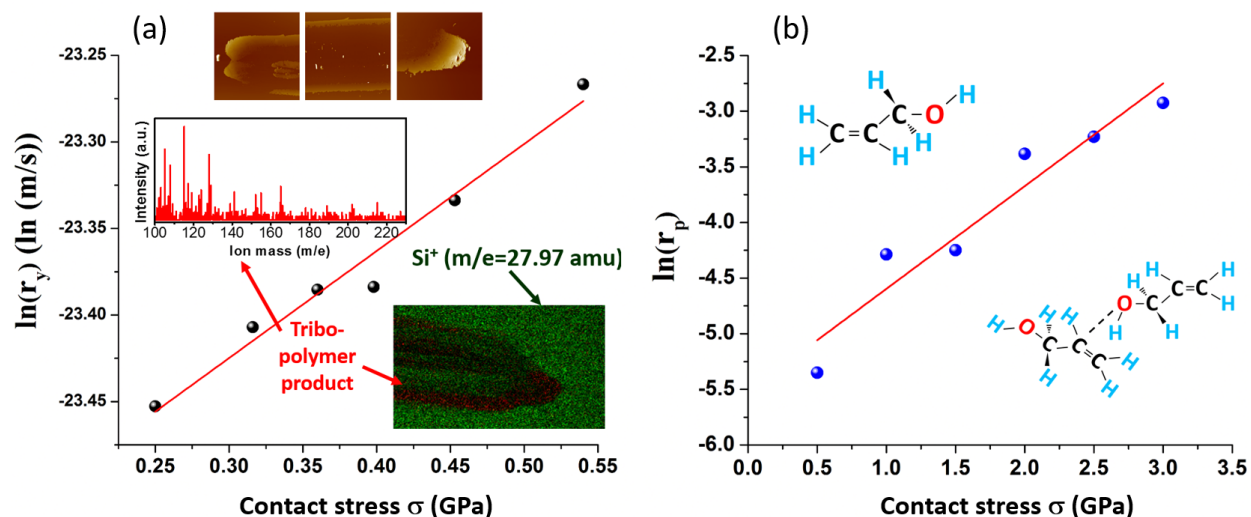 (a)
-23.25
-23.30
-23.35
-23.40
-23.45
ln(r_y) (ln (m/s))
0.25 0.30 0.35 0.40 0.45 0.50 0.55
Contact stress σ (GPa)
Intensity (a.u.)
100 120 140 160 180 200 220
Ion mass (m/e)
Si⁺ (m/e=27.97 amu)
Tribo-
polymer
product
(b)
-2.5
-3.0
-3.5
-4.0
-4.5
-5.0
-5.5
-6.0
ln(r_p)
0.0 0.5 1.0 1.5 2.0 2.5 3.0 3.5
Contact stress σ (GPa)
H H
H C O
C=C H
H H
H H
H C=C
O C H
H H
H O H H
C C H
H C
H H